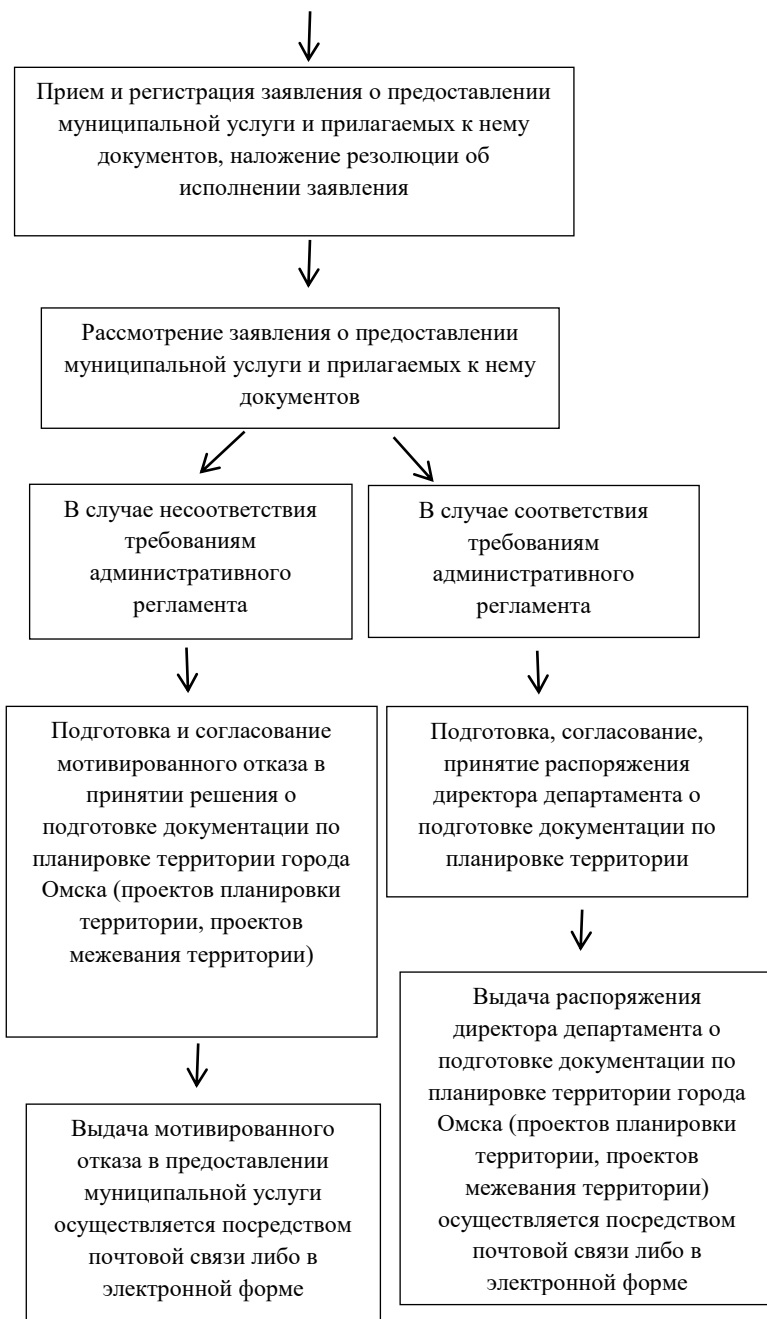 Прием и регистрация заявления о предоставлении
муниципальной услуги и прилагаемых к нему
документов, наложение резолюции об
исполнении заявления
Рассмотрение заявления о предоставлении
муниципальной услуги и прилагаемых к нему
документов
В случае несоответствия
требованиям
административного
регламента
В случае соответствия
требованиям
административного
регламента
Подготовка и согласование
мотивированного отказа в
принятии решения о
подготовке документации по
планировке территории города
Омска (проектов планировки
территории, проектов
межевания территории)
Подготовка, согласование,
принятие распоряжения
директора департамента о
подготовке документации по
планировке территории
Выдача мотивированного
отказа в предоставлении
муниципальной услуги
осуществляется посредством
почтовой связи либо в
электронной форме
Выдача распоряжения
директора департамента о
подготовке документации по
планировке территории города
Омска (проектов планировки
территории, проектов
межевания территории)
осуществляется посредством
почтовой связи либо в
электронной форме